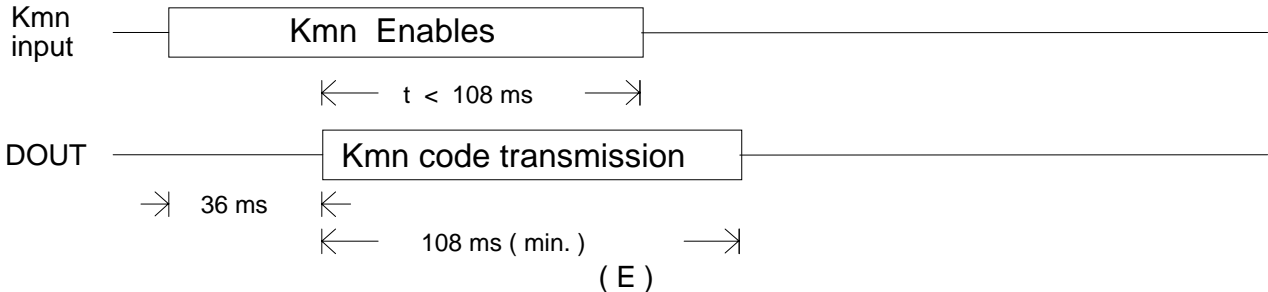 Kmn
input
Kmn Enables
t < 108 ms
DOUT
Kmn code transmission
36 ms
108 ms ( min. )
( E )